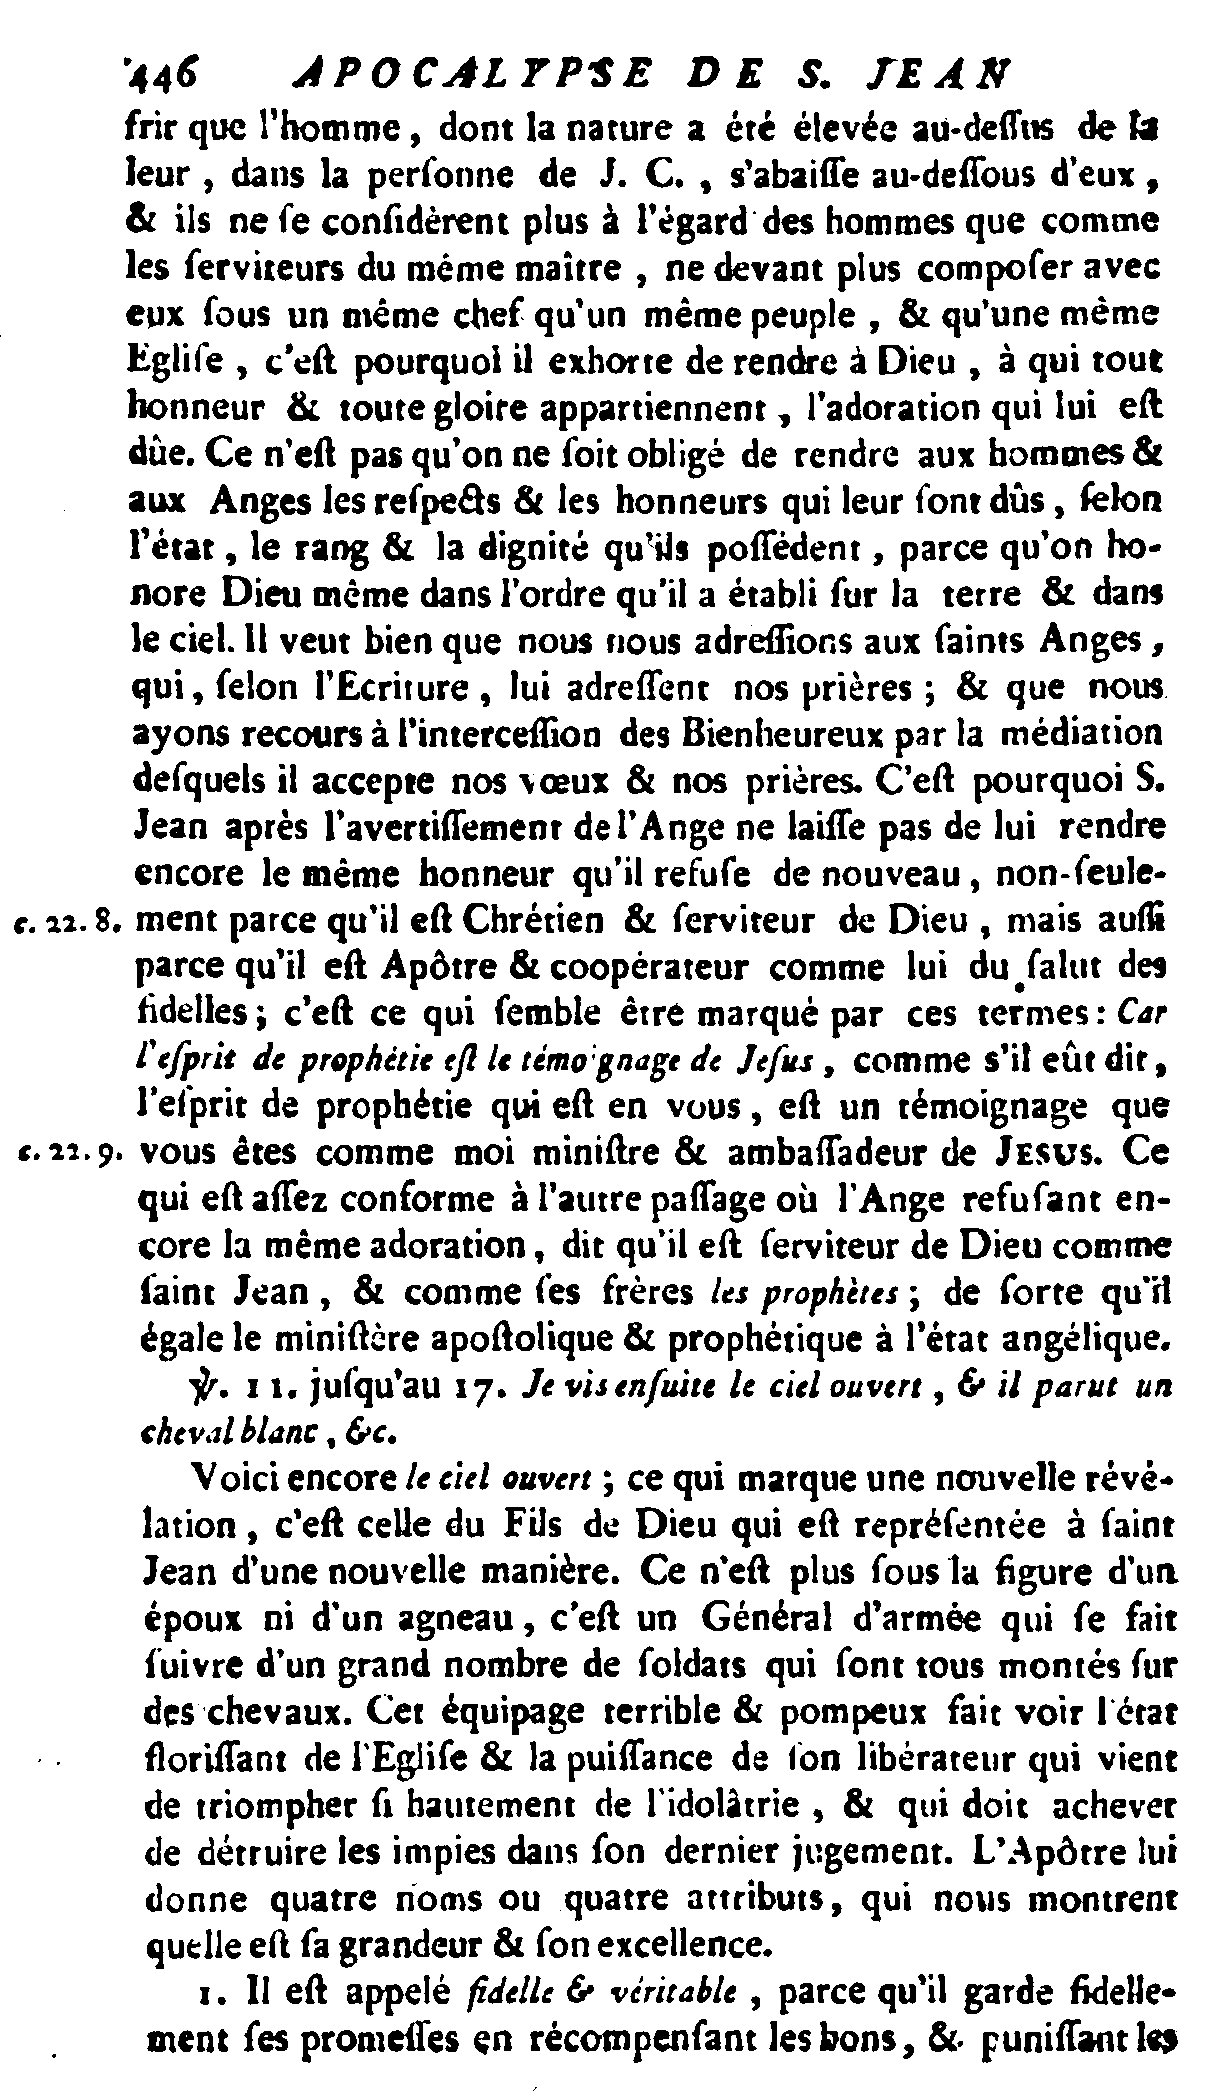 446 APOCALYPSE DE S. JEAN
frir que l'homme, dont la nature a été élevée au-deſſus de la
leur, dans la perſonne de J. C., s'abaiſſe au-deſſous d'eux,
& ils ne ſe conſidèrent plus à l'égard des hommes que comme
les ſerviteurs du même maître, ne devant plus compoſer avec
eux ſous un même chef qu'un même peuple, & qu'une même
Egliſe, c'eſt pourquoi il exhorte de rendre à Dieu, à qui tout
honneur & toute gloire appartiennent, l'adoration qui lui eſt
dûe. Ce n'eſt pas qu'on ne ſoit obligé de rendre aux hommes &
aux Anges les reſpects & les honneurs qui leur ſont dûs, ſelon
l'état, le rang & la dignité qu'ils poſſèdent, parce qu'on ho-
nore Dieu même dans l'ordre qu'il a établi ſur la terre & dans
le ciel. Il veut bien que nous nous adreſſions aux ſaints Anges,
qui, ſelon l'Ecriture, lui adreſſent nos prières; & que nous
ayons recours à l'interceſſion des Bienheureux par la médiation
deſquels il accepte nos vœux & nos prières. C'eſt pourquoi S.
Jean après l'avertiſſement de l'Ange ne laiſſe pas de lui rendre
encore le même honneur qu'il refuſe de nouveau, non-ſeule-
c. 22. 8. ment parce qu'il eſt Chrétien & ſerviteur de Dieu, mais auſſi
parce qu'il eſt Apôtre & coopérateur comme lui du ſalut des
fidelles; c'eſt ce qui ſemble être marqué par ces termes: Car
l'eſprit de prophétie eſt le témoignage de Jeſus, comme s'il eût dit,
l'eſprit de prophétie qui eſt en vous, eſt un témoignage que
c. 22. 9. vous êtes comme moi miniſtre & ambaſſadeur de JESUS. Ce
qui eſt aſſez conforme à l'autre paſſage où l'Ange refuſant en-
core la même adoration, dit qu'il eſt ſerviteur de Dieu comme
ſaint Jean, & comme ſes frères les prophètes; de ſorte qu'il
égale le miniſtère apoſtolique & prophétique à l'état angélique.
℣. 11. juſqu'au 17. Je vis enſuite le ciel ouvert, & il parut un
cheval blanc, &c.
Voici encore le ciel ouvert; ce qui marque une nouvelle révé-
lation, c'eſt celle du Fils de Dieu qui eſt repréſentée à ſaint
Jean d'une nouvelle manière. Ce n'eſt plus ſous la figure d'un
époux ni d'un agneau, c'eſt un Général d'armée qui ſe fait
ſuivre d'un grand nombre de ſoldats qui ſont tous montés ſur
des chevaux. Cet équipage terrible & pompeux fait voir l'état
floriſſant de l'Egliſe & la puiſſance de ſon libérateur qui vient
de triompher ſi hautement de l'idolâtrie, & qui doit achever
de détruire les impies dans ſon dernier jugement. L'Apôtre lui
donne quatre noms ou quatre attributs, qui nous montrent
quelle eſt ſa grandeur & ſon excellence.
1. Il eſt appelé fidelle & véritable, parce qu'il garde fidelle-
ment ſes promeſſes en récompenſant les bons, & puniſſant les